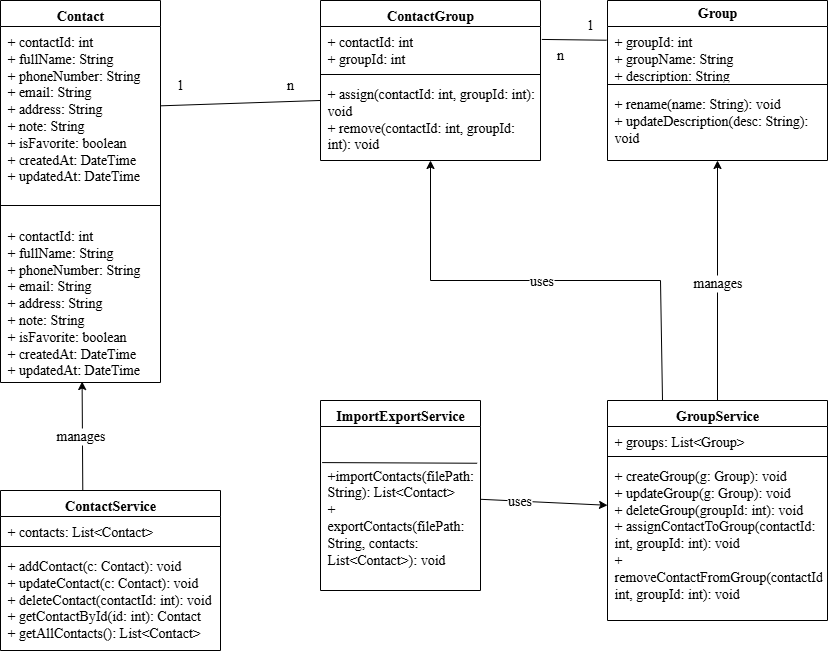 Contact
+ contactId: int
+ fullName: String
+ phoneNumber: String
+ email: String
+ address: String
+ note: String
+ isFavorite: boolean
+ createdAt: DateTime
+ updatedAt: DateTime
+ contactId: int
+ fullName: String
+ phoneNumber: String
+ email: String
+ address: String
+ note: String
+ isFavorite: boolean
+ createdAt: DateTime
+ updatedAt: DateTime
1
n
ContactGroup
+ contactId: int
+ groupId: int
+ assign(contactId: int, groupId: int):
void
+ remove(contactId: int, groupId:
int): void
1
n
Group
+ groupId: int
+ groupName: String
+ description: String
+ rename(name: String): void
+ updateDescription(desc: String):
void
uses
manages
manages
ContactService
+ contacts: List<Contact>
+ addContact(c: Contact): void
+ updateContact(c: Contact): void
+ deleteContact(contactId: int): void
+ getContactById(id: int): Contact
+ getAllContacts(): List<Contact>
ImportExportService
+importContacts(filePath:
String): List<Contact>
+
exportContacts(filePath:
String, contacts:
List<Contact>): void
uses
GroupService
+ groups: List<Group>
+ createGroup(g: Group): void
+ updateGroup(g: Group): void
+ deleteGroup(groupId: int): void
+ assignContactToGroup(contactId:
int, groupId: int): void
+
removeContactFromGroup(contactId
int, groupId: int): void